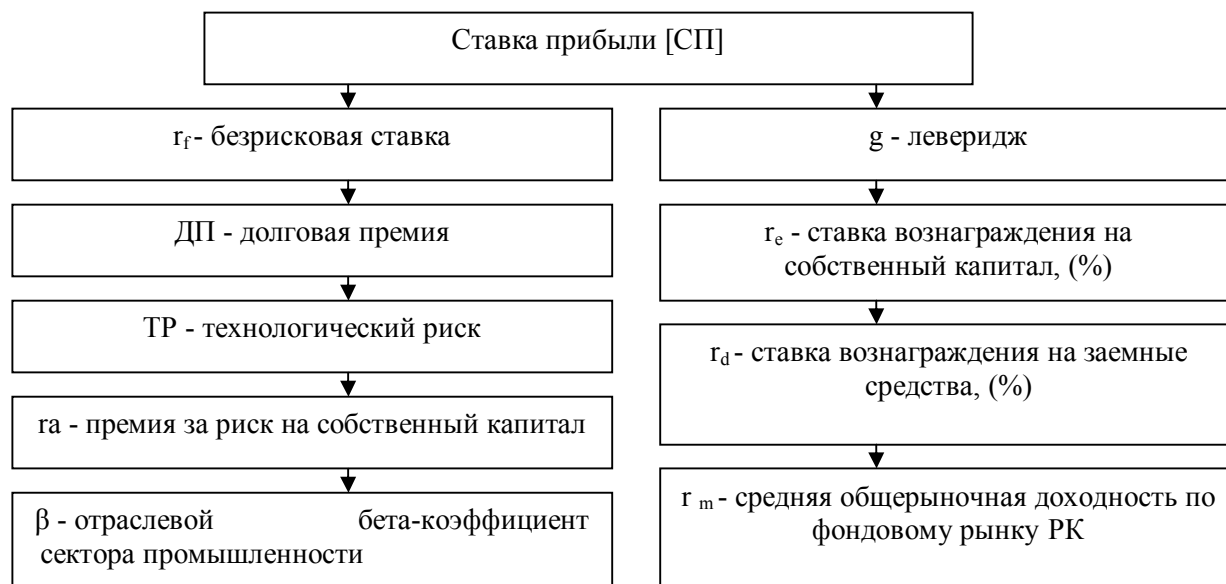 Ставка прибыли [СП]
r_f - безрисковая ставка
ДП - долговая премия
ТР - технологический риск
ra - премия за риск на собственный капитал
β - отраслевой бета-коэффициент
сектора промышленности
g - леверидж
r_e - ставка вознаграждения на
собственный капитал, (%)
r_d - ставка вознаграждения на заемные
средства, (%)
r_m - средняя общерыночная доходность по
фондовому рынку РК